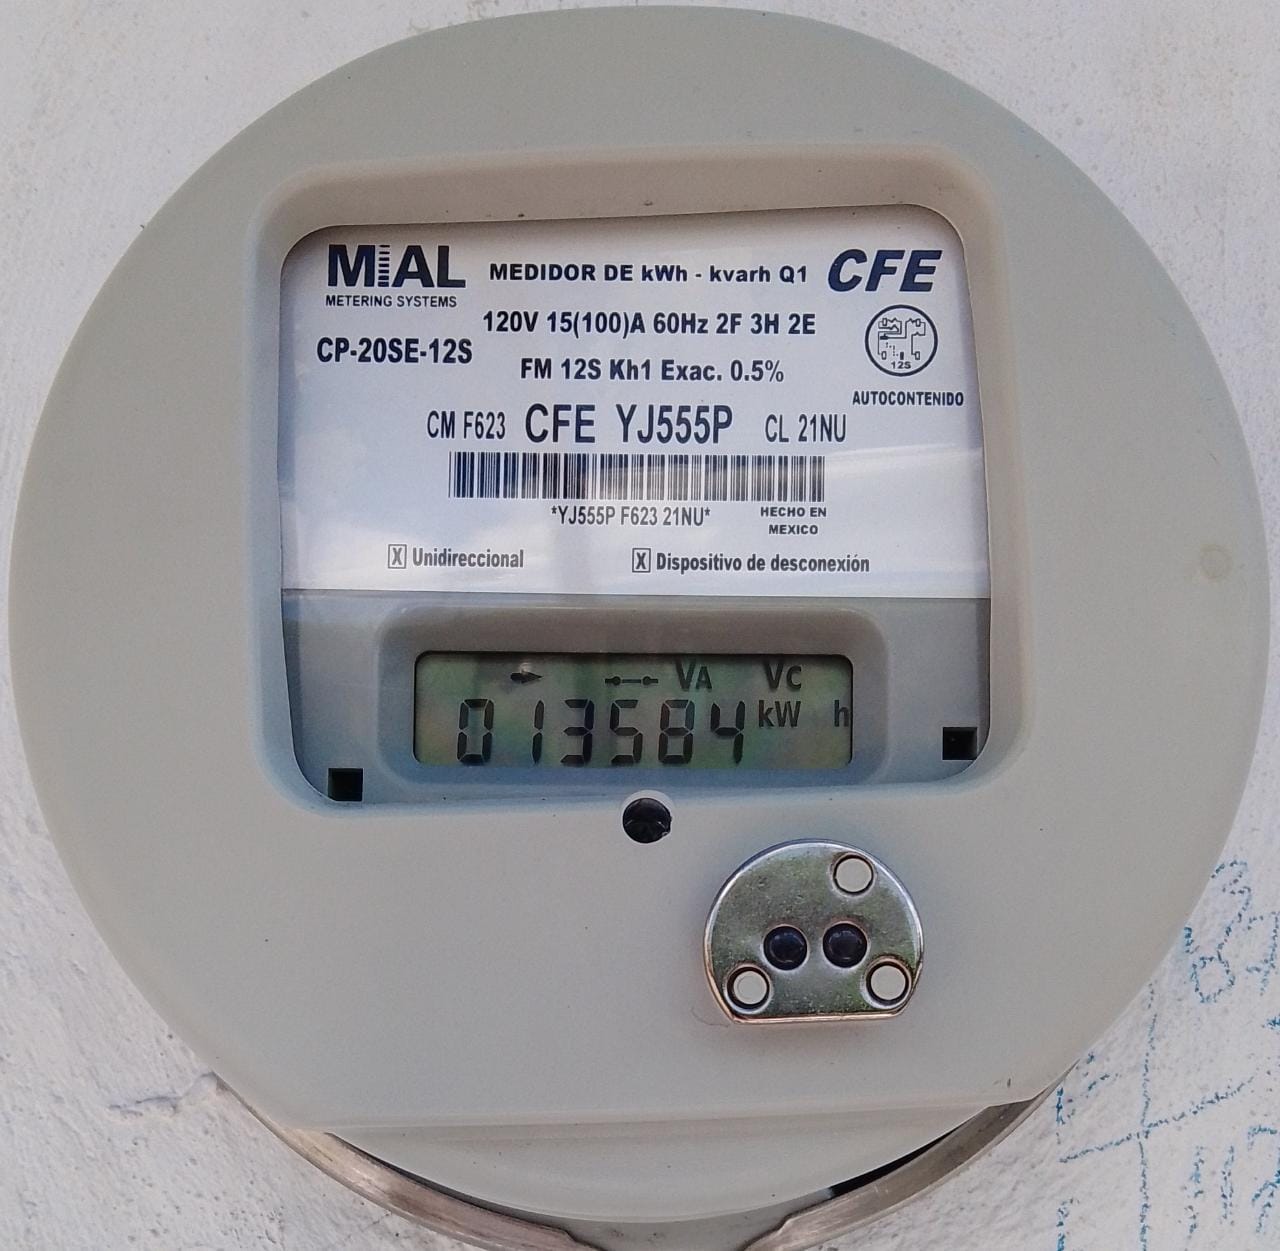 MIAL
METERING SYSTEMS
MEDIDOR DE kWh - kvarh Q1
CFE
120V 15(100)A 60Hz 2F 3H 2E
CP-20SE-12S
FM 12S Kh1 Exac. 0.5%
12S
AUTOCONTENIDO
CM F623 CFE YJ555P CL 21NU
*YJ555P F623 21NU*
HECHO EN
MEXICO
X Unidireccional
X Dispositivo de desconexión
VA VC
013584 kW h